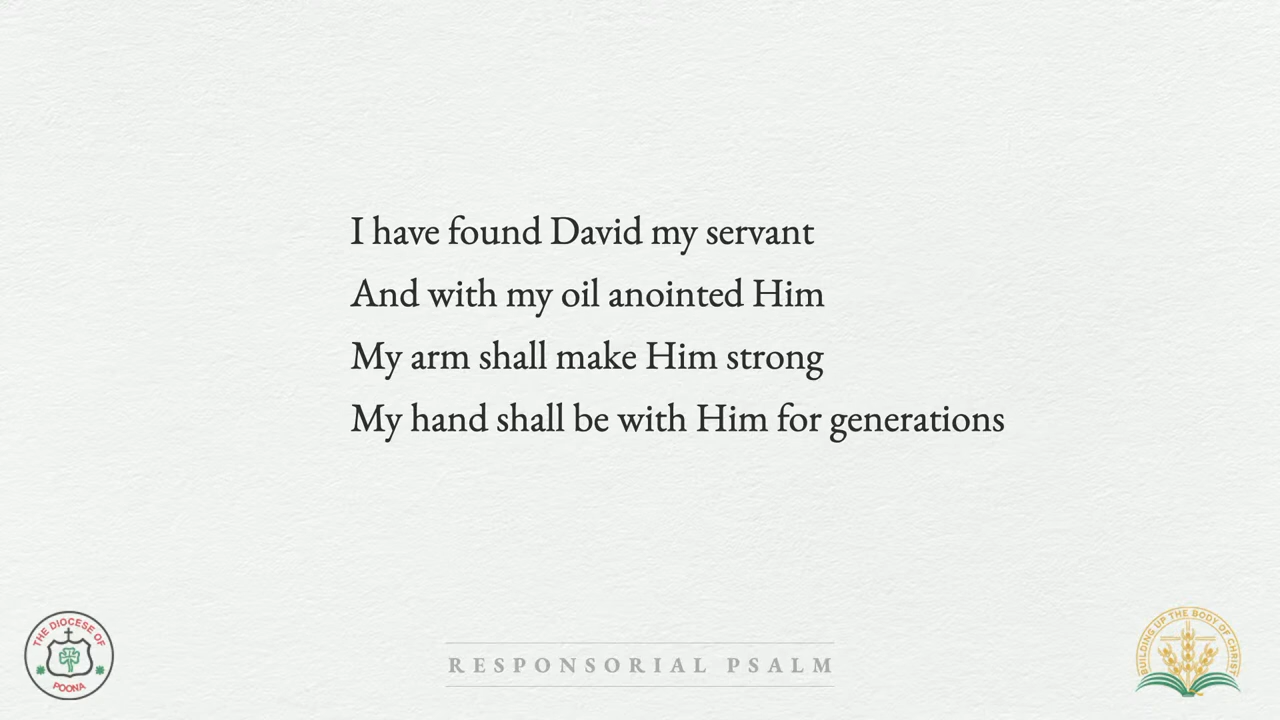 I have found David my servant
And with my oil anointed Him
My arm shall make Him strong
My hand shall be with Him for generations
THE DIOCESE OF
POONA
RESPONSORIAL PSALM
BUILDING UP THE BODY OF CHRIST